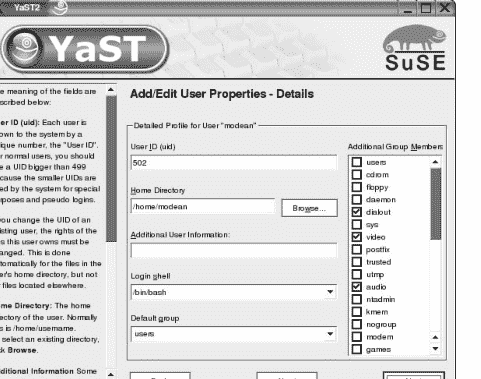 YaST2
YaST
SuSE
e meaning of the fields are
scribed below:
er ID (uid): Each user is
own to the system by a
ique number, the "User ID".
r normal users, you should
e a UID bigger than 499
cause the smaller UIDs are
ed by the system for special
rposes and pseudo logins.
ou change the UID of an
isting user, the rights of the
es this user owns must be
anged. This is done
tomatically for the files in the
er's home directory, but not
files located elsewhere.
me Directory: The home
ectory of the user. Normally
s is /home/username.
select an existing directory,
ck Browse.
ditional Information Some
Add/Edit User Properties - Details
Detailed Profile for User "modean"
User ID (uid)
502
Home Directory
/home/modean
Browse...
Additional User Information:
Login shell
/bin/bash
Default group
users
Additional Group Members
users
cdrom
floppy
daemon
dialout
sys
video
postfix
trusted
utmp
audio
ntadmin
kmem
nogroup
modem
games